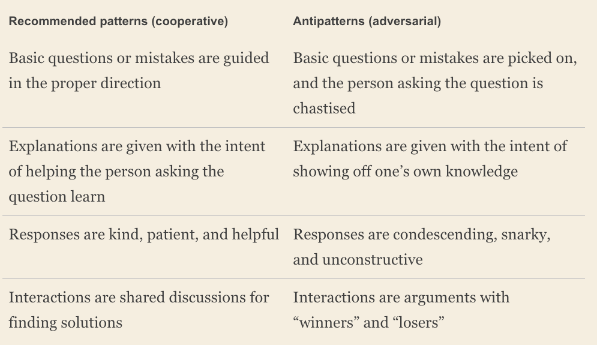 Recommended patterns (cooperative)
Antipatterns (adversarial)
Basic questions or mistakes are guided
in the proper direction
Basic questions or mistakes are picked on,
and the person asking the question is
chastised
Explanations are given with the intent
of helping the person asking the
question learn
Explanations are given with the intent of
showing off one’s own knowledge
Responses are kind, patient, and helpful
Responses are condescending, snarky,
and unconstructive
Interactions are shared discussions for
finding solutions
Interactions are arguments with
“winners” and “losers”